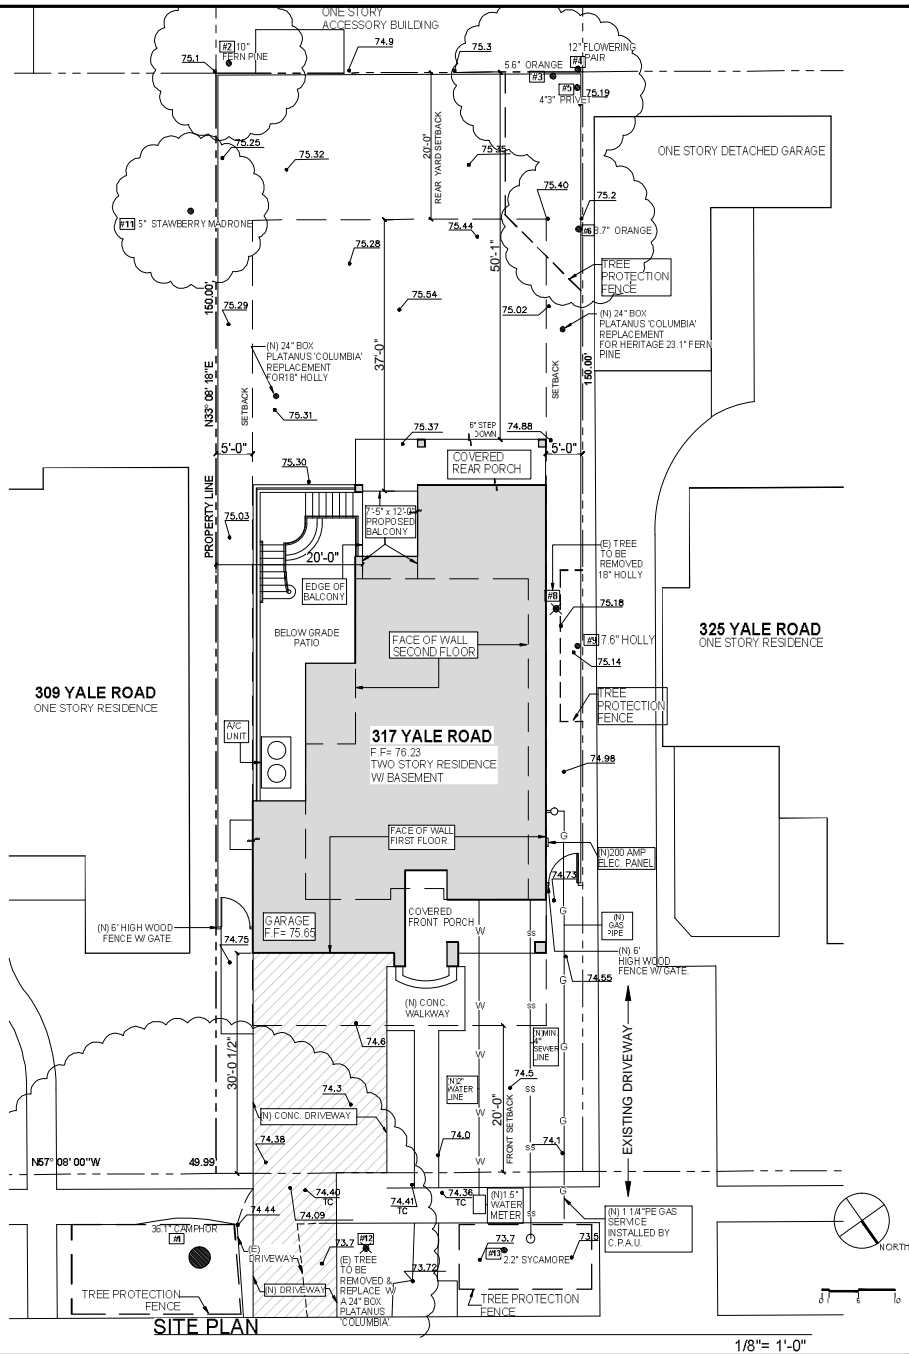 ONE STORY
ACCESSORY BUILDING
#2 10"
FERN PINE
75.1
74.9
75.3
12" FLOWERING
PAIR
#4
5.6" ORANGE
#3
#5
4"3" PRIVET
75.19
20'-0"
REAR YARD SETBACK
75.25
75.32
75.35
ONE STORY DETACHED GARAGE
75.40
75.2
#11 5" STAWBERRY MADRONE
75.44
#6 8.7" ORANGE
75.28
50'-1"
TREE
PROTECTION
FENCE
150.00'
75.29
75.54
75.02
(N) 24" BOX
PLATANUS 'COLUMBIA'
REPLACEMENT
FOR HERITAGE 23.1" FERN
PINE
(N) 24" BOX
PLATANUS 'COLUMBIA'
REPLACEMENT
FOR18" HOLLY
37'-0"
150.00'
N33° 08' 18"E
SETBACK
SETBACK
75.31
75.37
6" STEP
DOWN
74.88
5'-0"
5'-0"
75.30
COVERED
REAR PORCH
PROPERTY LINE
75.03
7'-5" x 12'-0"
PROPOSED
BALCONY
20'-0"
EDGE OF
BALCONY
(E) TREE
TO BE
REMOVED
18" HOLLY
#8
75.18
BELOW GRADE
PATIO
FACE OF WALL
SECOND FLOOR
#9 7.6" HOLLY
75.14
325 YALE ROAD
ONE STORY RESIDENCE
309 YALE ROAD
ONE STORY RESIDENCE
TREE
PROTECTION
FENCE
A/C
UNIT
317 YALE ROAD
F.F= 76.23
TWO STORY RESIDENCE
W/ BASEMENT
74.98
FACE OF WALL
FIRST FLOOR.
G
(N)200 AMP
ELEC. PANEL
74.73
GARAGE
F.F= 75.65
COVERED
FRONT PORCH
G
(N)
GAS
PIPE
(N) 6' HIGH WOOD
FENCE W/ GATE.
74.75
W
SS
(N) 6'
HIGH WOOD
FENCE W/ GATE.
74.55
G
(N) CONC.
WALKWAY
W
SS
74.6
(N)MIN.
4"
SEWER
LINE
G
W
30'-0 1/2"
EXISTING DRIVEWAY
74.3
(N)2"
WATER
LINE
74.5
SS
20'-0"
FRONT SETBACK
W
(N) CONC. DRIVEWAY
G
74.38
74.0
SS
74.1
N57° 08' 00"W
49.99
W
G
74.40
TC
74.41
TC
74.36
TC
(N)1.5"
WATER
METER
G
74.44
74.09
SS
(N) 1 1/4"PE GAS
SERVICE
INSTALLED BY
C.P.A.U.
36.1" CAMPHOR
#1
(E)
DRIVEWAY
73.7
#12
(E) TREE
TO BE
REMOVED &
REPLACE W/
A 24" BOX
PLATANUS
'COLUMBIA'.
73.7
73.5
#13 2.2" SYCAMORE
73.72
NORTH
(N) DRIVEWAY
TREE PROTECTION
FENCE
TREE PROTECTION
FENCE
0 5 10
SITE PLAN
1/8"= 1'-0"